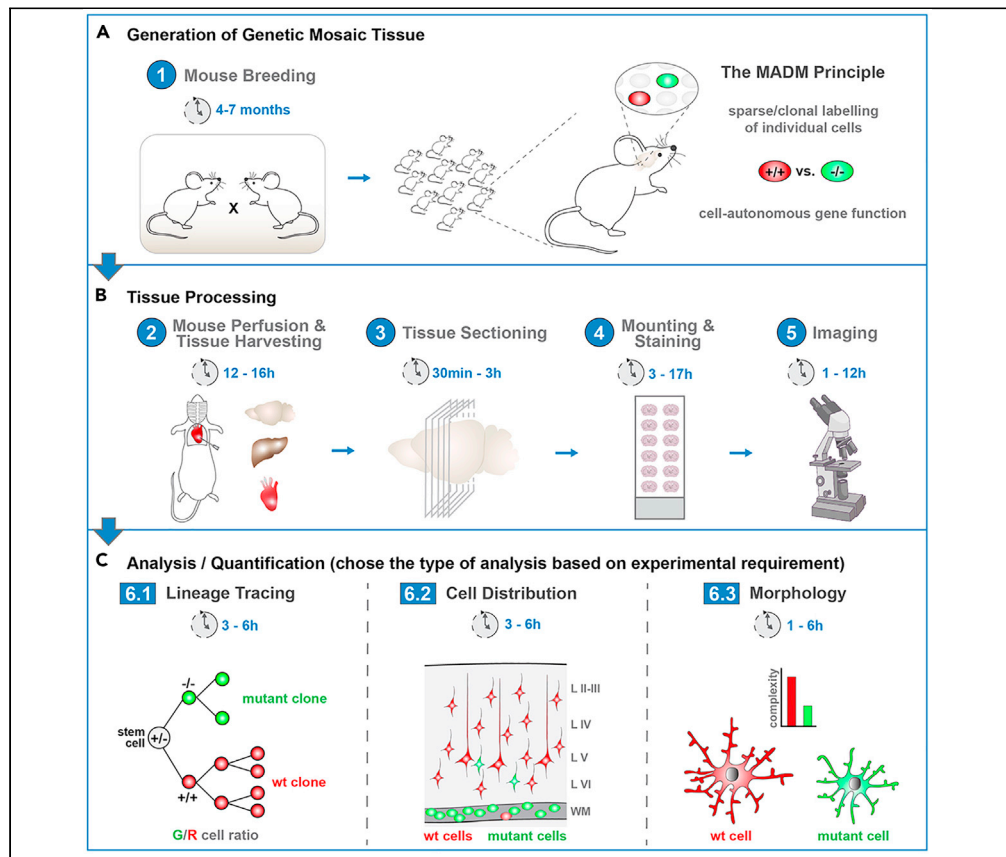 A Generation of Genetic Mosaic Tissue
1 Mouse Breeding
4-7 months
X
The MADM Principle
sparse/clonal labelling
of individual cells
+/+ vs. -/-
cell-autonomous gene function
B Tissue Processing
2 Mouse Perfusion &
Tissue Harvesting
12 - 16h
3 Tissue Sectioning
30min - 3h
4 Mounting &
Staining
3 - 17h
5 Imaging
1 - 12h
C Analysis / Quantification (chose the type of analysis based on experimental requirement)
6.1 Lineage Tracing
3 - 6h
-/-
mutant clone
stem
cell
+/-
wt clone
+/+
G/R cell ratio
6.2 Cell Distribution
3 - 6h
L II-III
L IV
L V
L VI
WM
wt cells mutant cells
6.3 Morphology
1 - 6h
complexity
wt cell mutant cell